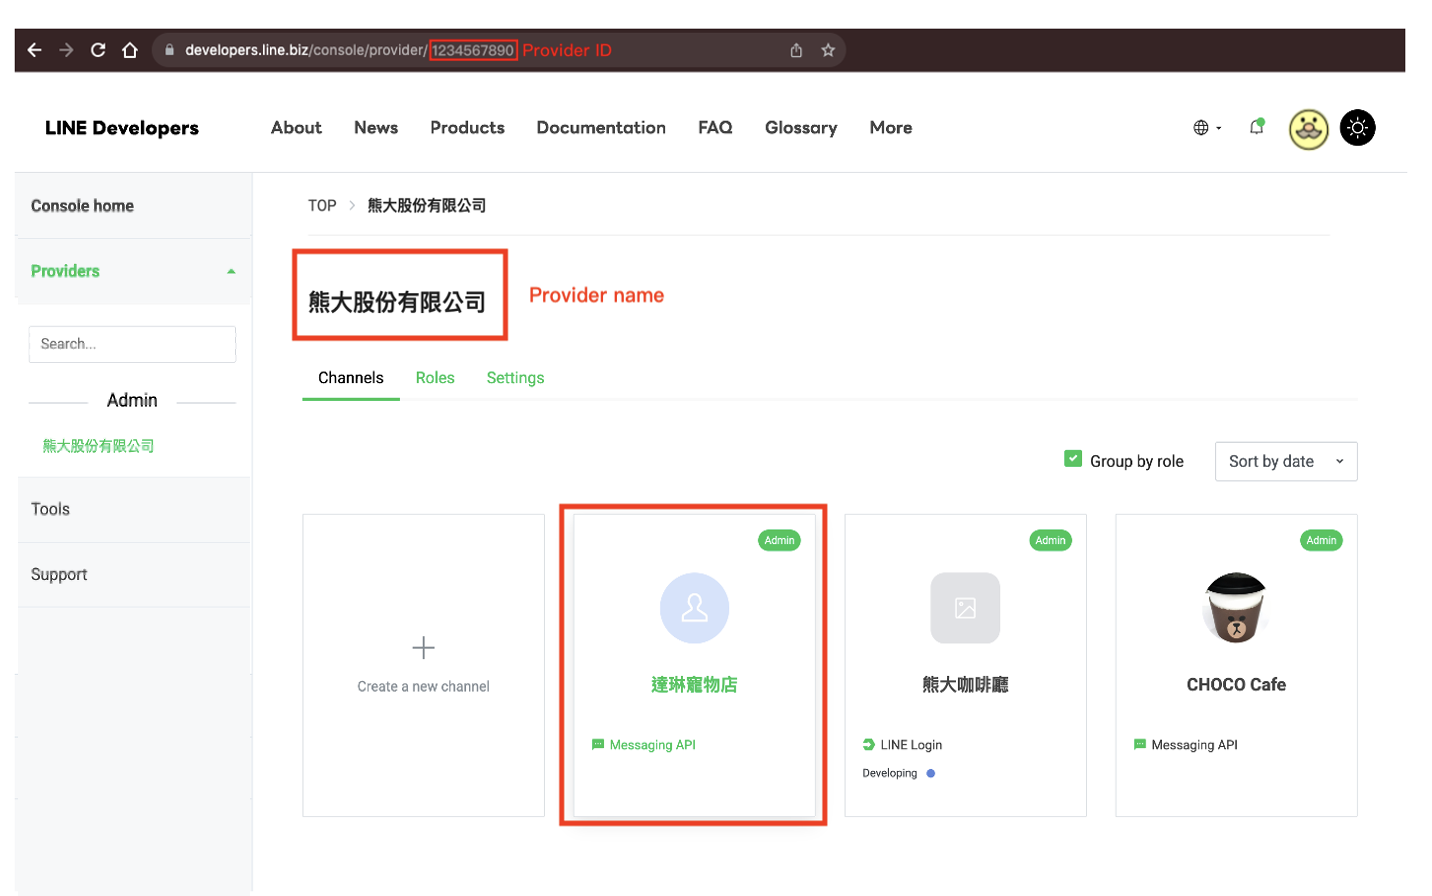 developers.line.biz/console/provider/1234567890 Provider ID
LINE Developers About News Products Documentation FAQ Glossary More
Console home
TOP > 熊大股份有限公司
Providers
熊大股份有限公司 Provider name
Search...
Channels Roles Settings
Admin
熊大股份有限公司
Group by role Sort by date
Tools
Support
Create a new channel
Admin
達琳寵物店
Messaging API
Admin
熊大咖啡廳
LINE Login
Developing
Admin
CHOCO Cafe
Messaging API